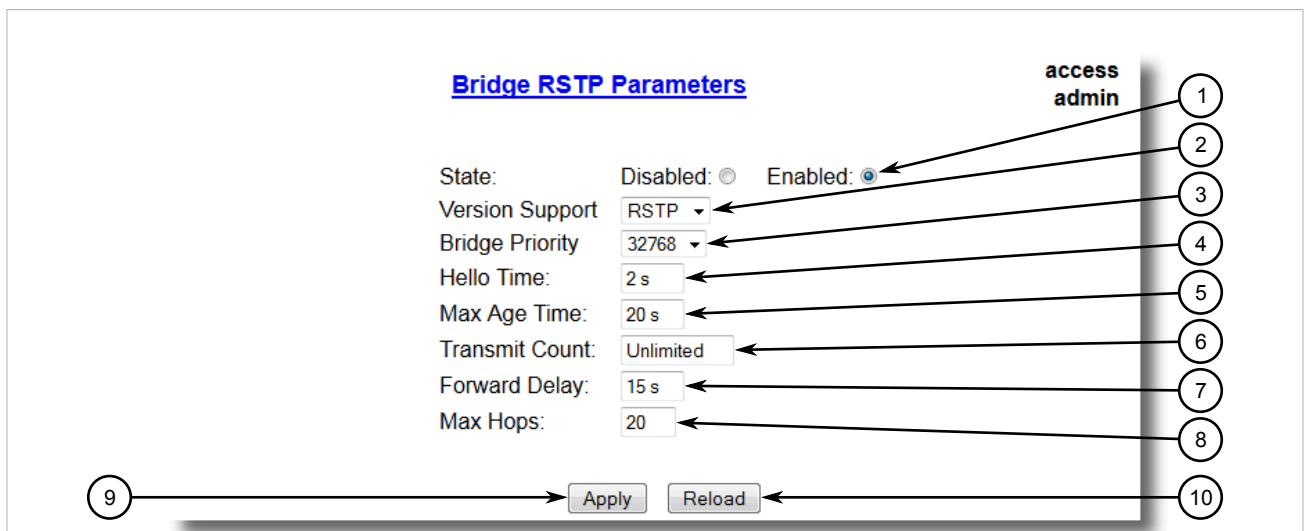 Bridge RSTP Parameters
access
admin
1
2
State: Disabled: Enabled:
Version Support RSTP
3
Bridge Priority 32768
4
Hello Time: 2 s
5
Max Age Time: 20 s
6
Transmit Count: Unlimited
7
Forward Delay: 15 s
Max Hops: 20
8
9
Apply Reload
10